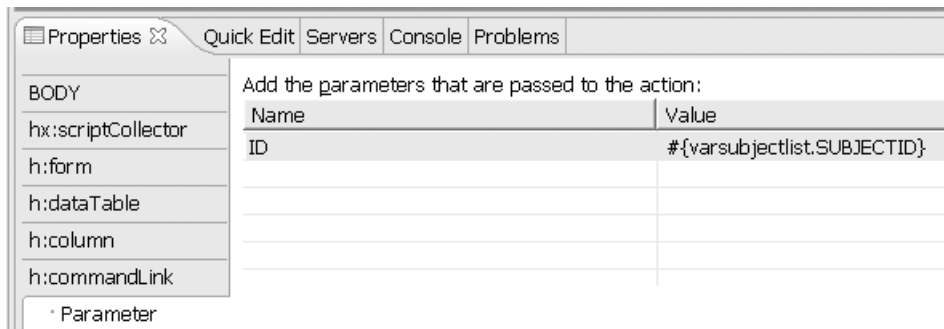 Properties Quick Edit Servers Console Problems
BODY
hx:scriptCollector
h:form
h:dataTable
h:column
h:commandLink
Parameter
Add the parameters that are passed to the action:
Name Value
ID #{varsubjectlist.SUBJECTID}